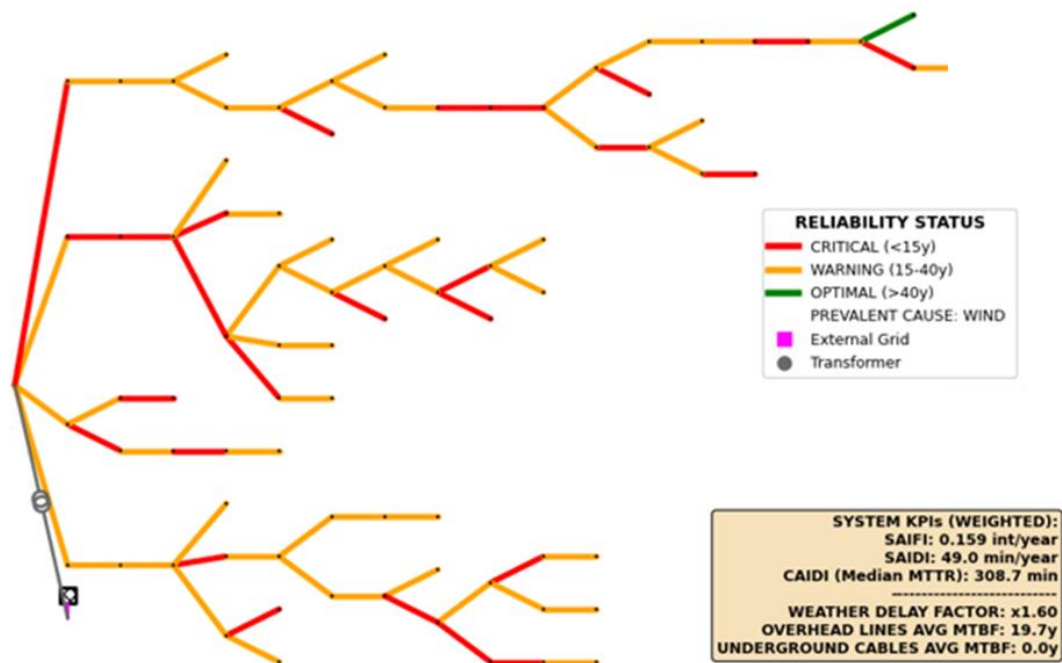 RELIABILITY STATUS
CRITICAL (<15y)
WARNING (15-40y)
OPTIMAL (>40y)
PREVALENT CAUSE: WIND
External Grid
Transformer
SYSTEM KPIs (WEIGHTED):
SAIFI: 0.159 int/year
SAIDI: 49.0 min/year
CAIDI (Median MTTR): 308.7 min
----------------------------
WEATHER DELAY FACTOR: x1.60
OVERHEAD LINES AVG MTBF: 19.7y
UNDERGROUND CABLES AVG MTBF: 0.0y